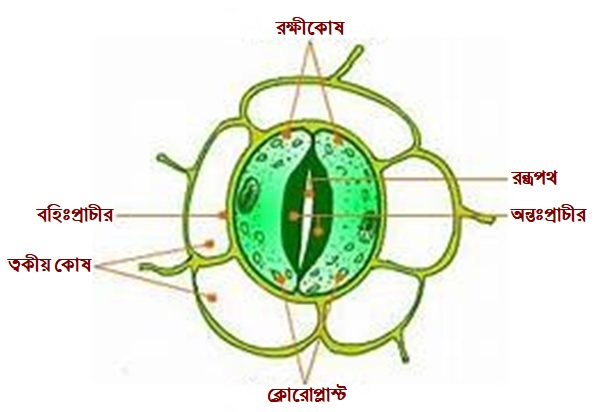 রক্ষীকোষ
রন্ধ্রপথ
বহিঃপ্রাচীর
অন্তঃপ্রাচীর
ত্বকীয় কোষ
ক্লোরোপ্লাস্ট